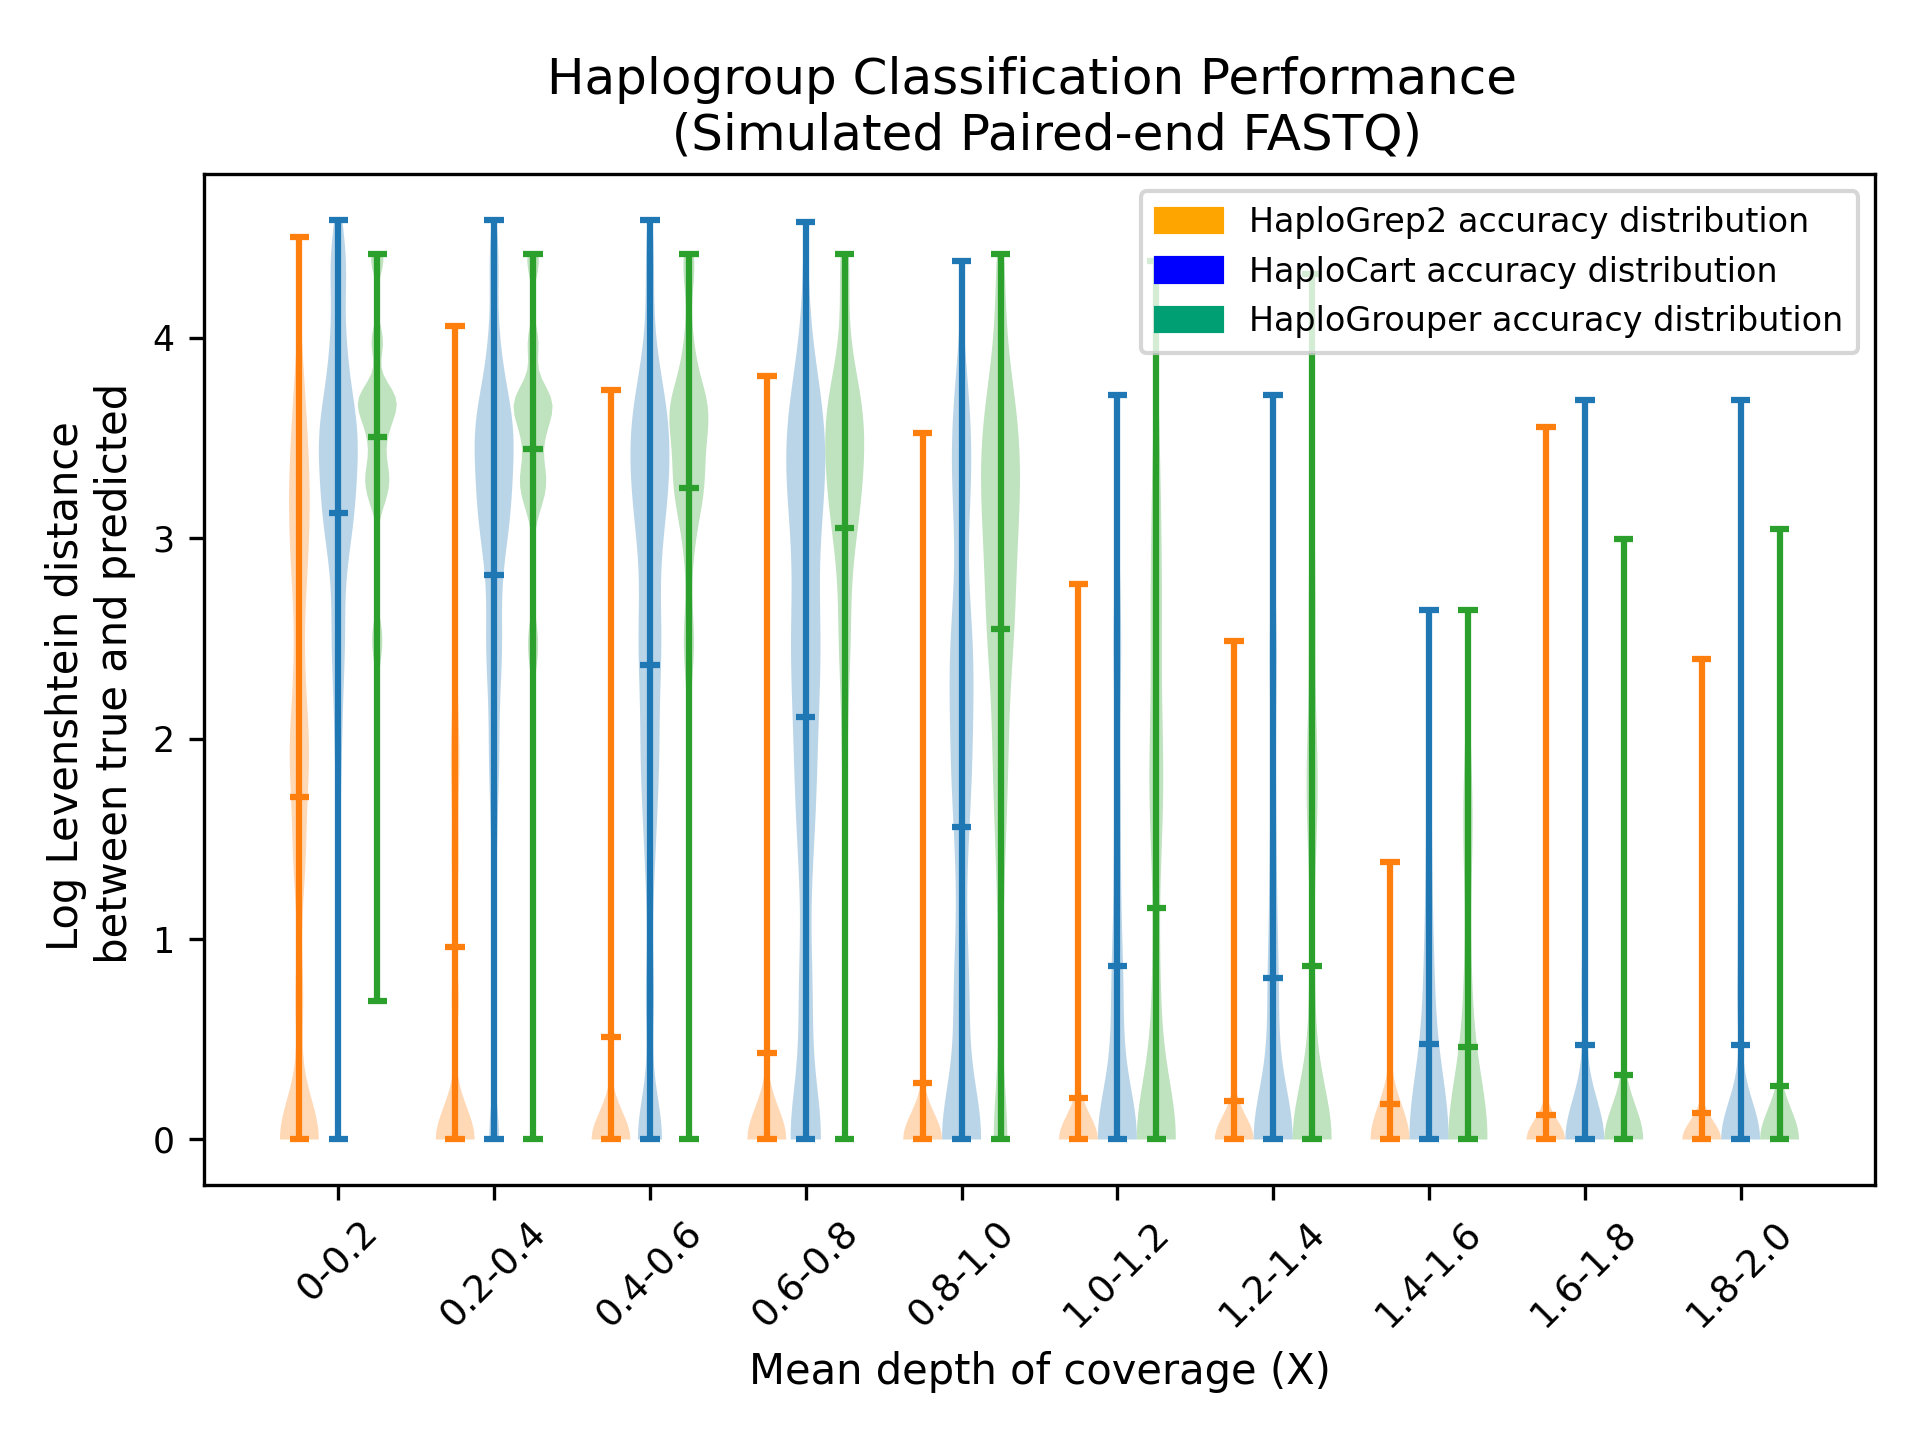 Haplogroup Classification Performance
(Simulated Paired-end FASTQ)
HaploGrep2 accuracy distribution
HaploCart accuracy distribution
HaploGrouper accuracy distribution
Log Levenshtein distance
between true and predicted
4
3
2
1
0
0-0.2
0.2-0.4
0.4-0.6
0.6-0.8
0.8-1.0
1.0-1.2
1.2-1.4
1.4-1.6
1.6-1.8
1.8-2.0
Mean depth of coverage (X)